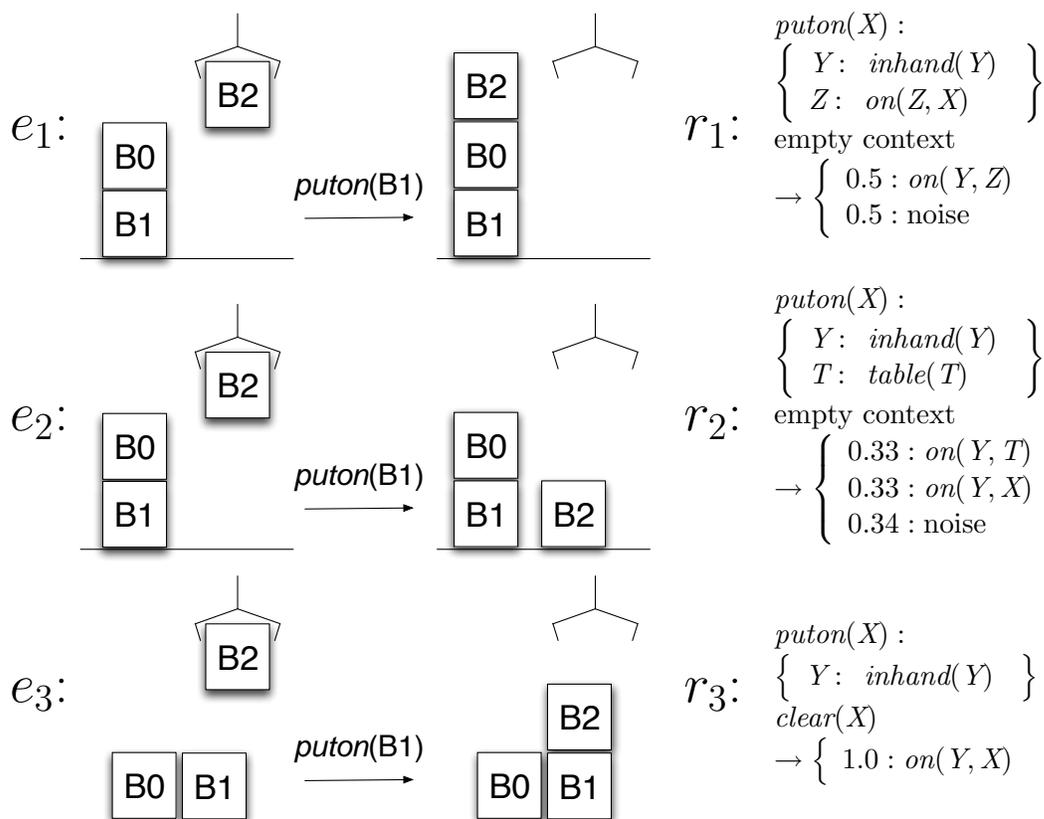 e₁:
B2
B0
B1
puton(B1)
B2
B0
B1
r₁:
puton(X) :
{ Y : inhand(Y)
Z : on(Z, X) }
empty context
→ { 0.5 : on(Y, Z)
0.5 : noise
e₂:
B2
B0
B1
puton(B1)
B0
B1 B2
r₂:
puton(X) :
{ Y : inhand(Y)
T : table(T) }
empty context
→ { 0.33 : on(Y, T)
0.33 : on(Y, X)
0.34 : noise
e₃:
B2
B0 B1
puton(B1)
B2
B0 B1
r₃:
puton(X) :
{ Y : inhand(Y) }
clear(X)
→ { 1.0 : on(Y, X)